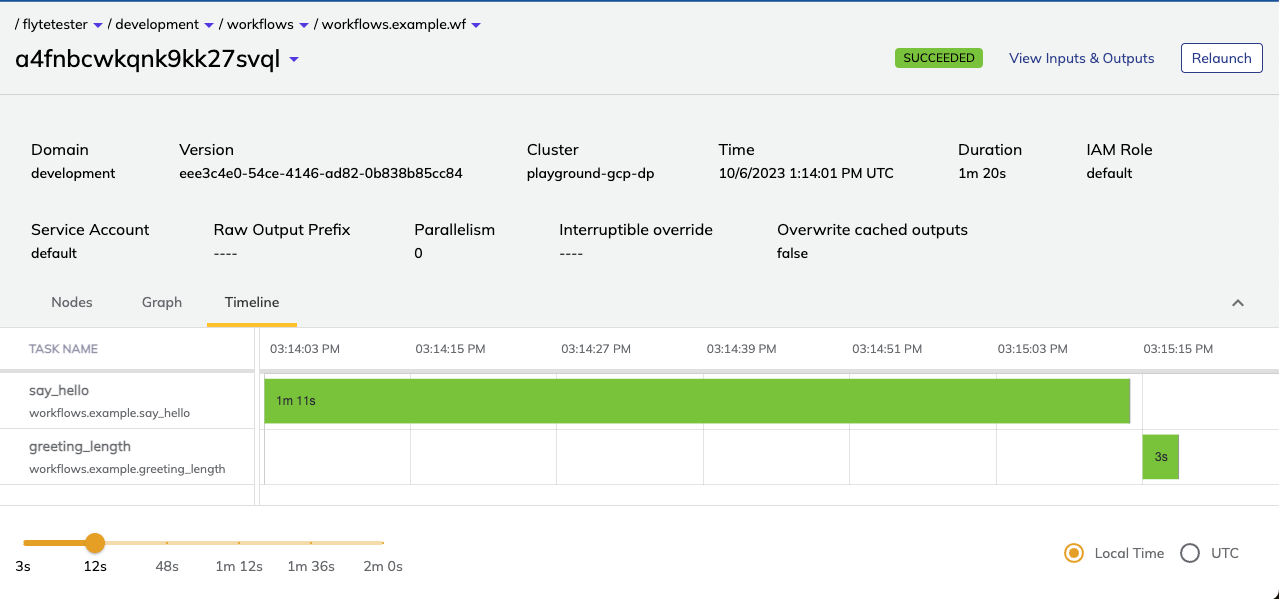 / flytetester / development / workflows / workflows.example.wf
a4fnbcwkqnk9kk27svql
SUCCEEDED View Inputs & Outputs Relaunch
Domain Version Cluster Time Duration IAM Role
development eee3c4e0-54ce-4146-ad82-0b838b85cc84 playground-gcp-dp 10/6/2023 1:14:01 PM UTC 1m 20s default
Service Account Raw Output Prefix Parallelism Interruptible override Overwrite cached outputs
default ---- 0 ---- false
Nodes Graph Timeline
TASK NAME 03:14:03 PM 03:14:15 PM 03:14:27 PM 03:14:39 PM 03:14:51 PM 03:15:03 PM 03:15:15 PM
say_hello
workflows.example.say_hello
1m 11s
greeting_length
workflows.example.greeting_length
3s
3s 12s 48s 1m 12s 1m 36s 2m 0s
Local Time UTC